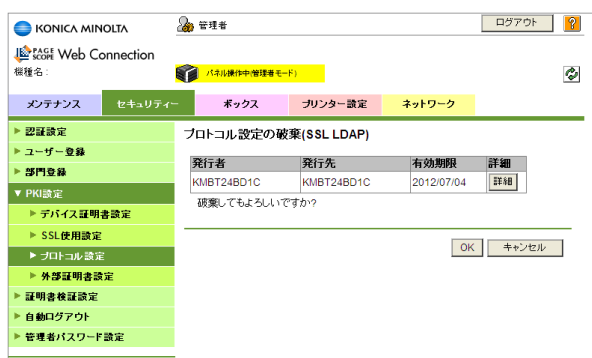 KONICA MINOLTA
管理者
ログアウト
?
PAGE SCOPE Web Connection
機種名:
パネル操作中(管理者モード)
メンテナンス
セキュリティー
ボックス
プリンター設定
ネットワーク
▶ 認証設定
▶ ユーザー登録
▶ 部門登録
▼ PKI設定
▶ デバイス証明書設定
▶ SSL使用設定
▶ プロトコル設定
▶ 外部証明書設定
▶ 証明書検証設定
▶ 自動ログアウト
▶ 管理者パスワード設定
プロトコル設定の破棄(SSL LDAP)
発行者 発行先 有効期限 詳細
KMBT24BD1C KMBT24BD1C 2012/07/04 詳細
破棄してもよろしいですか?
OK キャンセル